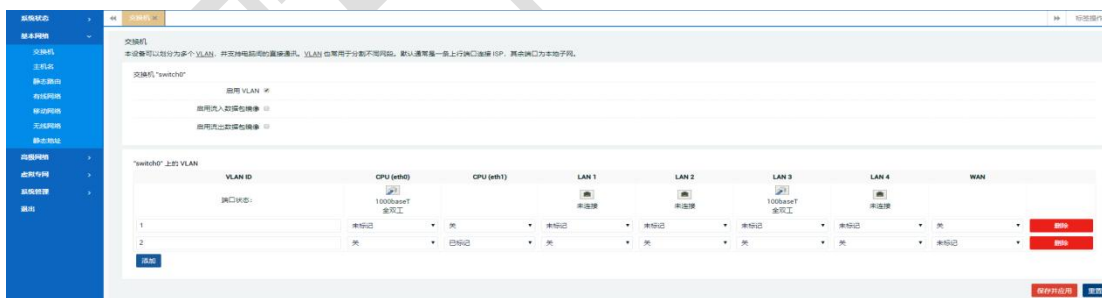 系统状态
基本网络
交换机
主机名
静态路由
有线网络
移动网络
无线网络
静态地址
高级网络
虚拟专网
系统管理
退出
交换机 ×
标签操作
交换机
本设备可以划分为多个 VLAN，并支持电脑间的直接通讯。VLAN 也常用于分割不同网段。默认通常是一条上行端口连接 ISP，其余端口为本地子网。
交换机 "switch0"
启用 VLAN
启用流入数据包镜像
启用流出数据包镜像
"switch0" 上的 VLAN
VLAN ID CPU (eth0) CPU (eth1) LAN 1 LAN 2 LAN 3 LAN 4 WAN
端口状态: 1000baseT 全双工 未连接 未连接 100baseT 全双工 未连接
1 未标记 关 未标记 未标记 未标记 未标记 关 删除
2 关 已标记 关 关 关 关 未标记 删除
添加
保存并应用 重置